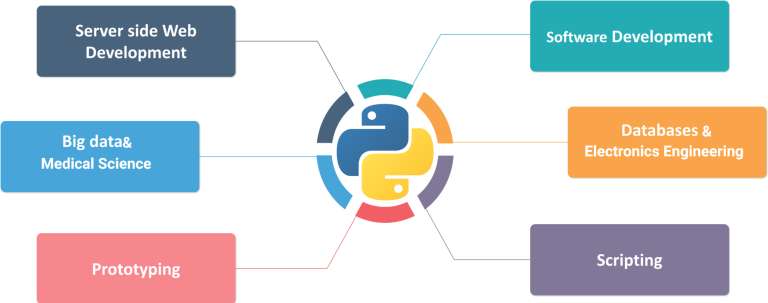 Server side Web
Development
Software Development
Big data&
Medical Science
Databases &
Electronics Engineering
Prototyping
Scripting